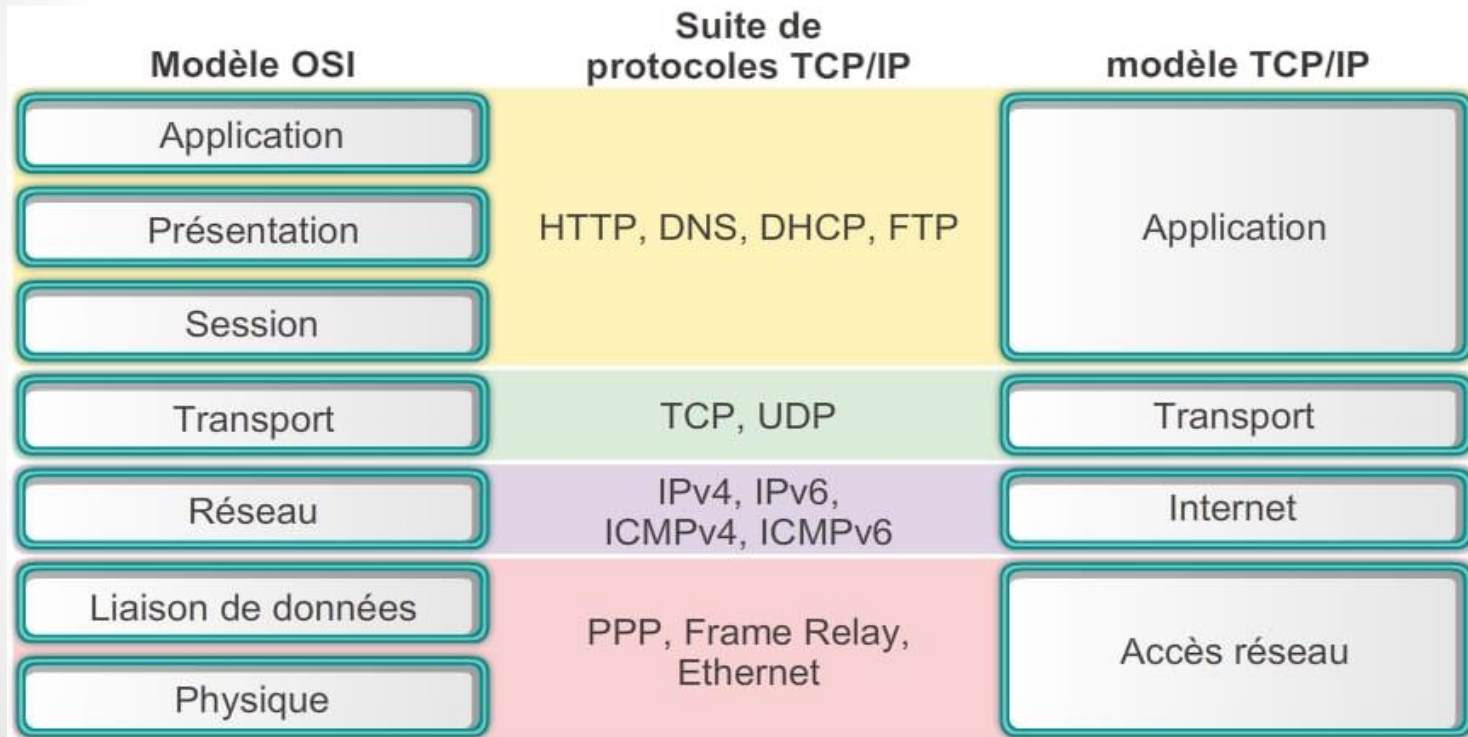 Modèle OSI
Suite de
protocoles TCP/IP
modèle TCP/IP
Application
Présentation
Session
HTTP, DNS, DHCP, FTP
Application
Transport
TCP, UDP
Transport
Réseau
IPv4, IPv6,
ICMPv4, ICMPv6
Internet
Liaison de données
Physique
PPP, Frame Relay,
Ethernet
Accès réseau